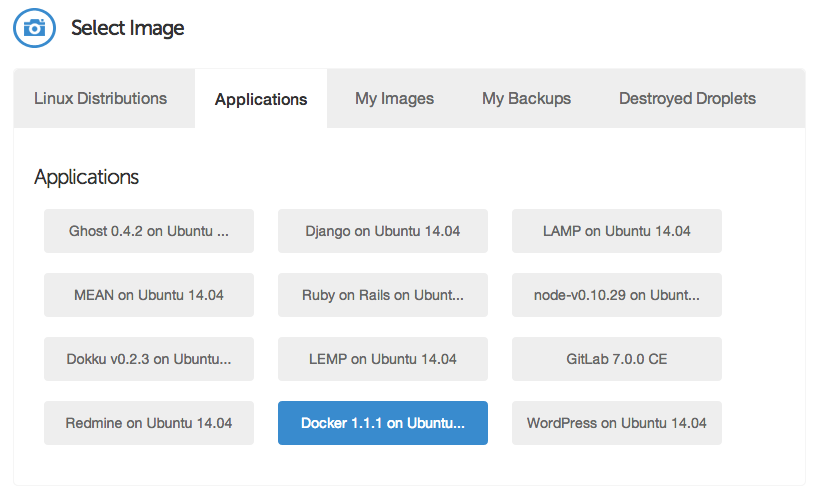 Select Image
Linux Distributions Applications My Images My Backups Destroyed Droplets
Applications
Ghost 0.4.2 on Ubuntu ... Django on Ubuntu 14.04 LAMP on Ubuntu 14.04
MEAN on Ubuntu 14.04 Ruby on Rails on Ubunt... node-v0.10.29 on Ubunt...
Dokku v0.2.3 on Ubuntu... LEMP on Ubuntu 14.04 GitLab 7.0.0 CE
Redmine on Ubuntu 14.04 Docker 1.1.1 on Ubuntu... WordPress on Ubuntu 14.04